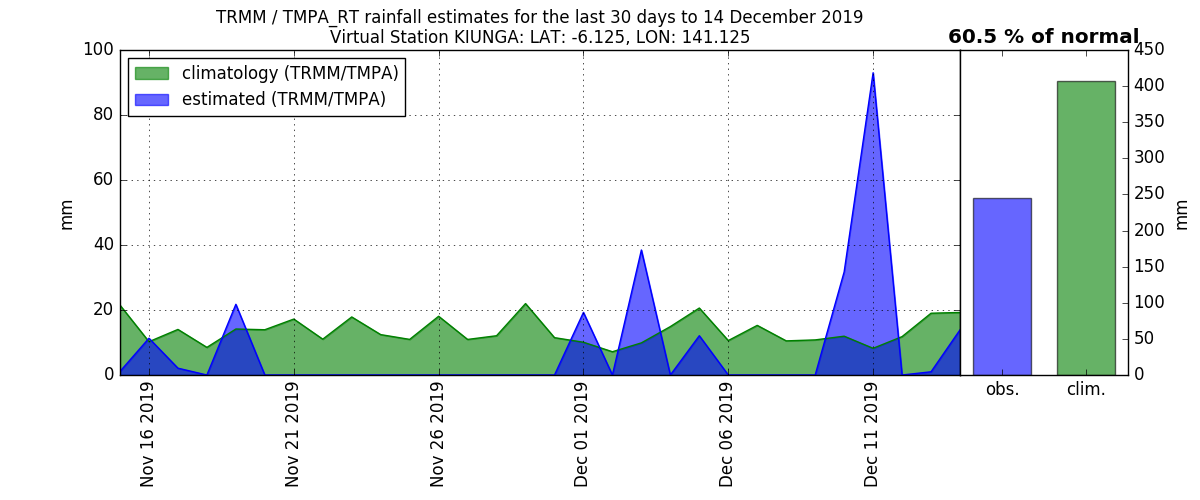 TRMM / TMPA_RT rainfall estimates for the last 30 days to 14 December 2019
Virtual Station KIUNGA: LAT: -6.125, LON: 141.125
60.5 % of normal
climatology (TRMM/TMPA)
estimated (TRMM/TMPA)
mm
100
80
60
40
20
0
Nov 16 2019
Nov 21 2019
Nov 26 2019
Dec 01 2019
Dec 06 2019
Dec 11 2019
obs.
clim.
450
400
350
300
250
200
150
100
50
0
mm